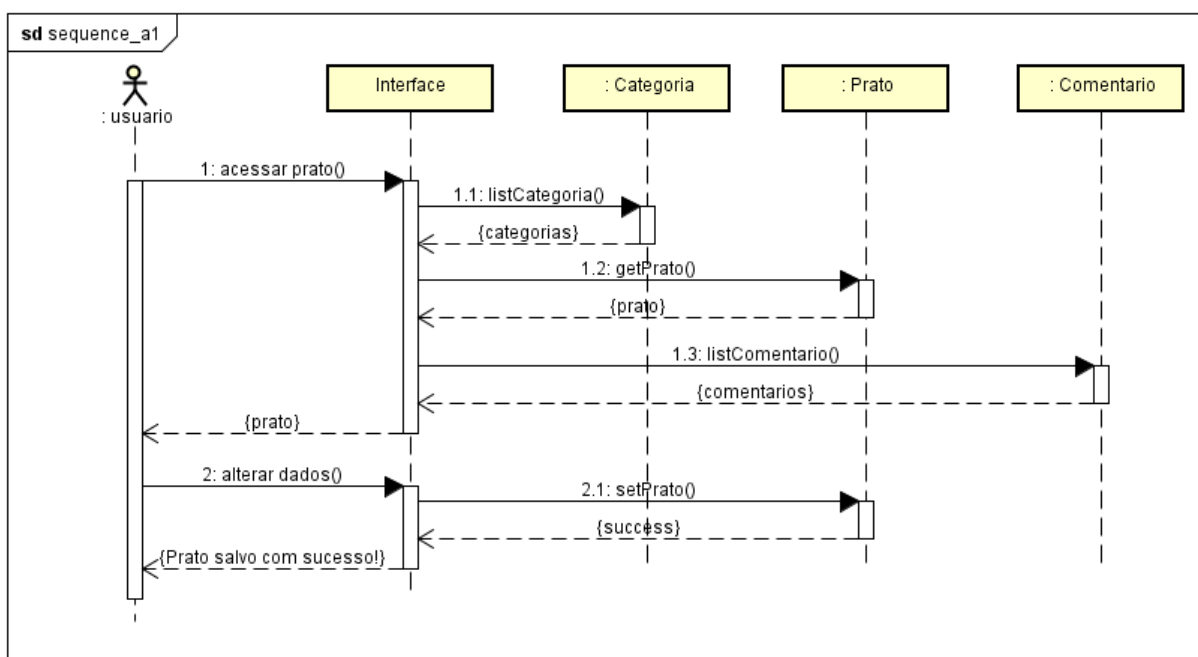 sd sequence_a1
: usuario
Interface
: Categoria
: Prato
: Comentario
1: acessar prato()
1.1: listCategoria()
{categorias}
1.2: getPrato()
{prato}
1.3: listComentario()
{comentarios}
{prato}
2: alterar dados()
2.1: setPrato()
{success}
{Prato salvo com sucesso!}